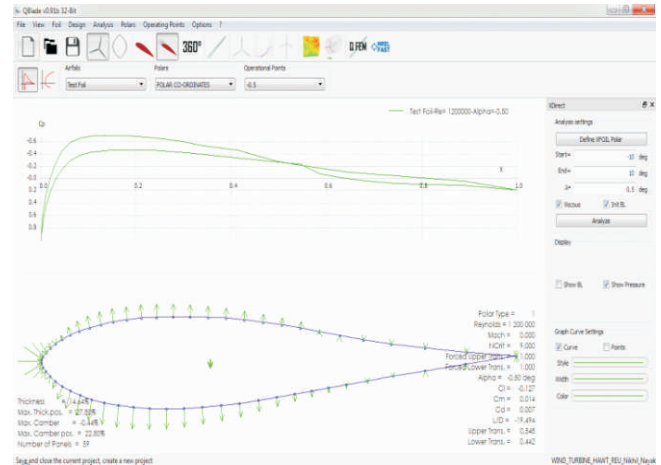 QBlade v0.91b 32-Bit
File View Foil Design Analysis Polars Operating Points Options ?
360° Q.FEM
Airfoils Polars Operational Points
Test Foil POLAR CO-ORDINATES -0.5
Test Foil-Re= 1200000-Alpha=-0.50
Cp
-0.6
-0.4
-0.2
-0.0
0.2
0.4
0.6
0.8
X
0.0 0.2 0.4 0.6 0.8 1.0
XDirect
Analysis settings
Define XFOIL Polar
Start= -10 deg
End= 10 deg
Δ= 0.5 deg
Viscous Init BL
Analyze
Display
Show BL Show Pressure
Graph Curve Settings
Curve Points
Style
Width
Color
Polar Type = 1
Reynolds = 1 200 000
Mach = 0.000
NCrit = 9.000
Forced Upper Trans. = 1.000
Forced Lower Trans. = 1.000
Alpha = -0.50 deg
Cl = -0.127
Cm = 0.014
Cd = 0.007
L/D = -19.494
Upper Trans. = 0.545
Lower Trans. = 0.442
Thickness
Max. Thick.pos. = 27.80%
Max. Camber
Max. Camber pos. = 22.80%
Number of Panels = 59
Save and close the current project, create a new project
WIND_TURBINE_HAWT_REU_Nikhil_Nayak